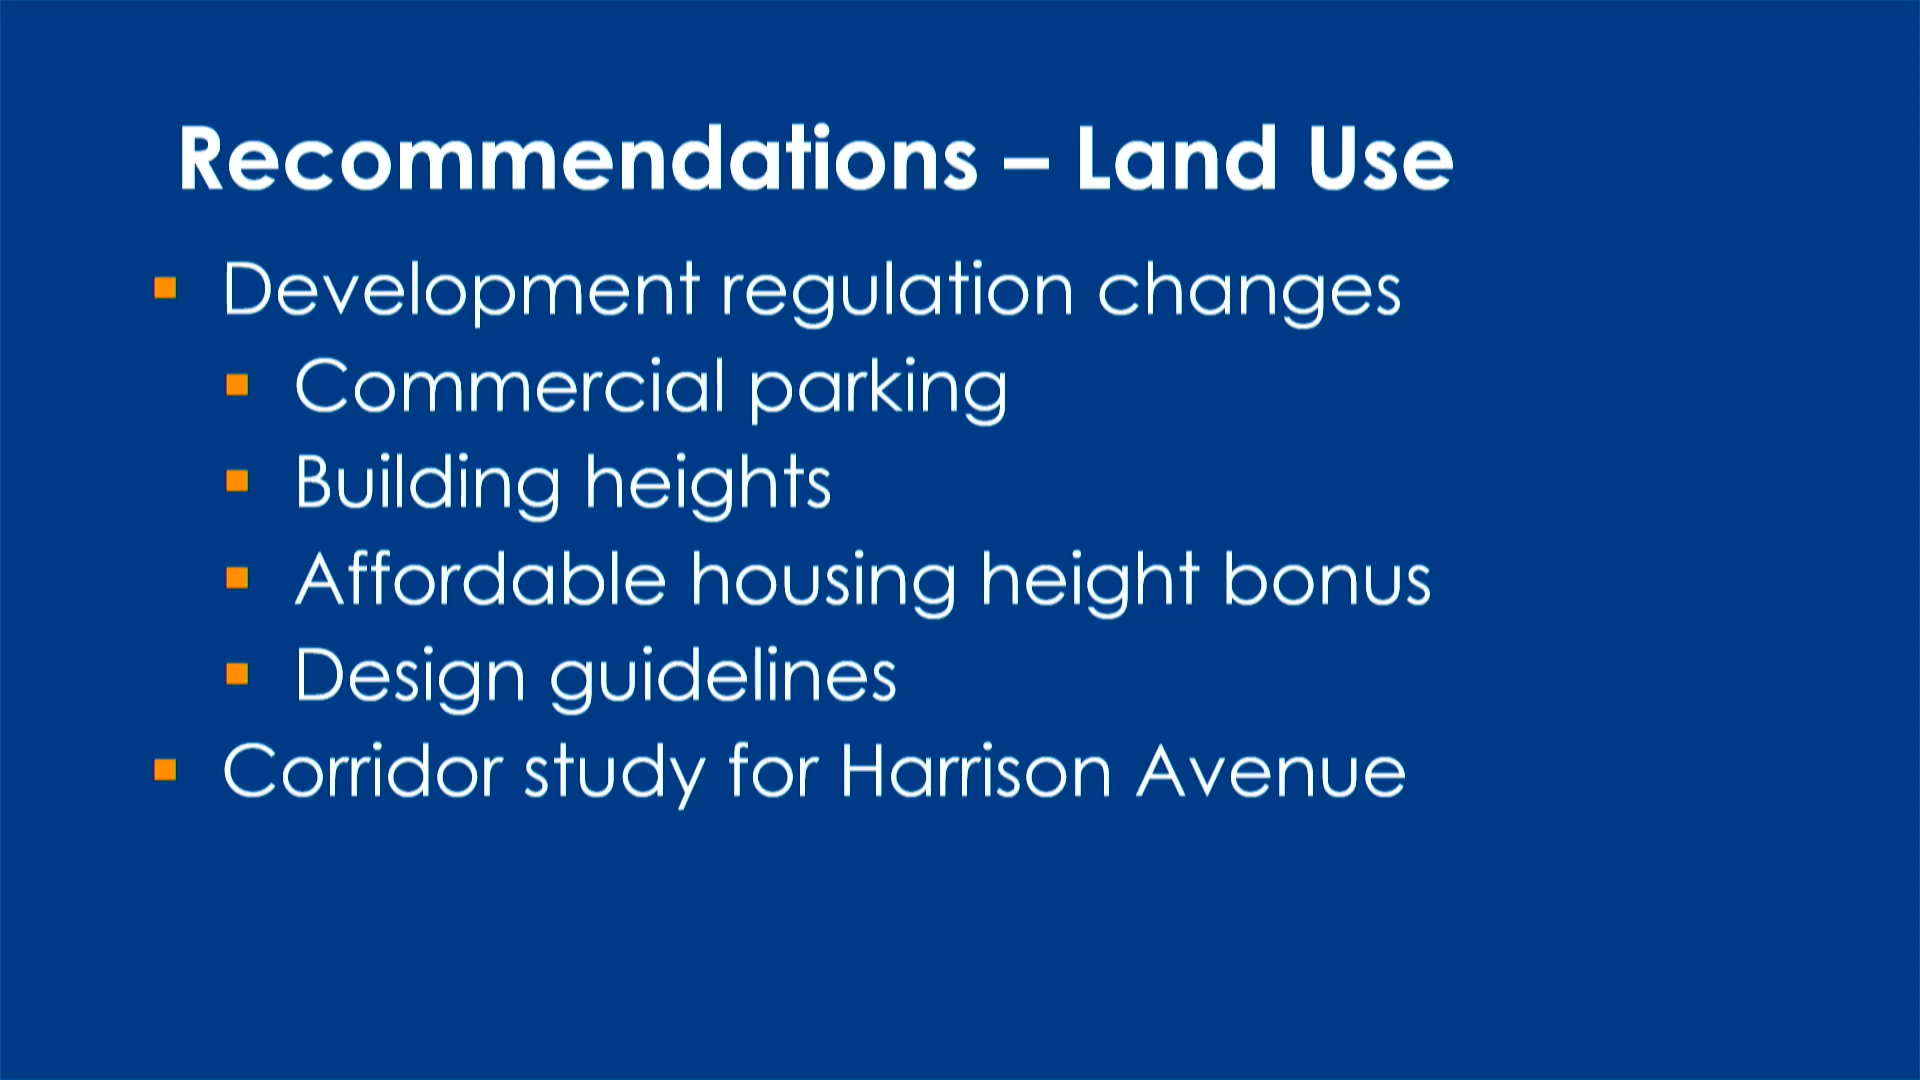 Recommendations – Land Use
Development regulation changes
Commercial parking
Building heights
Affordable housing height bonus
Design guidelines
Corridor study for Harrison Avenue